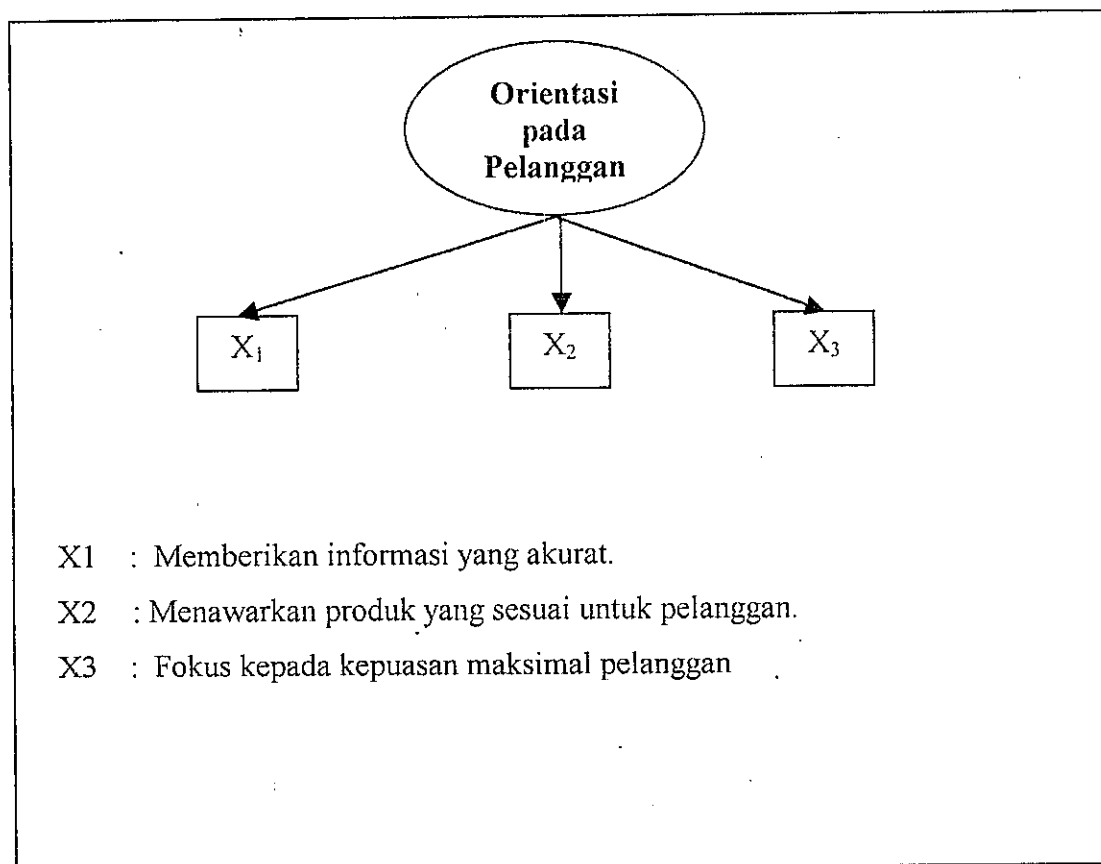 Orientasi
pada
Pelanggan
X₁ X₂ X₃
X1 : Memberikan informasi yang akurat.
X2 : Menawarkan produk yang sesuai untuk pelanggan.
X3 : Fokus kepada kepuasan maksimal pelanggan